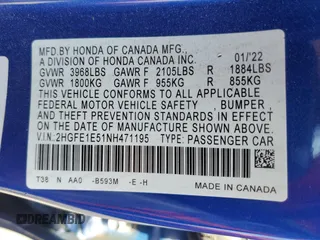 MFD.BY HONDA OF CANADA MFG.,
A DIVISION OF HONDA CANADA INC. 01/'22
GVWR 3968LBS GAWR F 2105LBS R 1884LBS
GVWR 1800KG GAWR F 955KG R 855KG
THIS VEHICLE CONFORMS TO ALL APPLICABLE
FEDERAL MOTOR VEHICLE SAFETY , BUMPER , AND
THEFT PREVENTION STANDARDS IN EFFECT ON
THE DATE OF MANUFACTURE SHOWN ABOVE.
V.I.N.:2HGFE1E51NH471195 TYPE:PASSENGER CAR
T38 N AA0 -B593M -E -H
MADE IN CANADA
DREAMBID